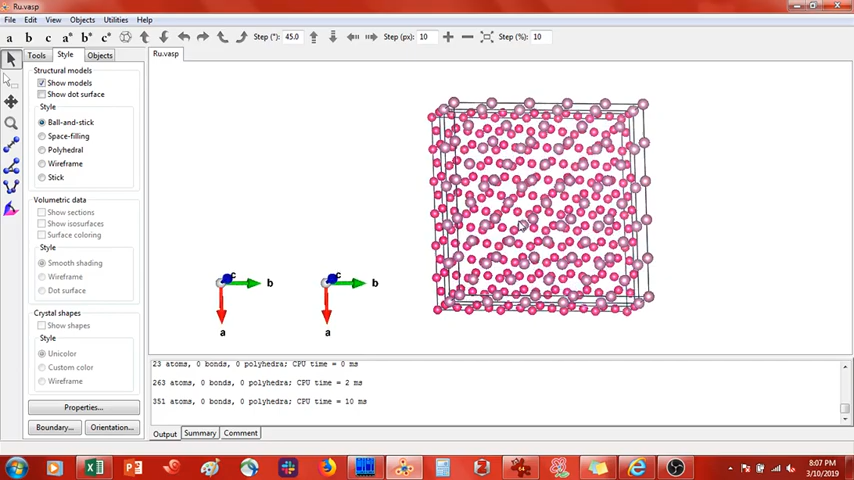 Ru.vasp
File Edit View Objects Utilities Help
a b c a* b* c* Step (°): 45.0 Step (px): 10 Step (%): 10
Tools Style Objects
Ru.vasp
Structural models
Show models
Show dot surface
Style
Ball-and-stick
Space-filling
Polyhedral
Wireframe
Stick
Volumetric data
Show sections
Show isosurfaces
Surface coloring
Style
Smooth shading
Wireframe
Dot surface
Crystal shapes
Show shapes
Style
Unicolor
Custom color
Wireframe
Properties...
Boundary... Orientation...
c
b
a
c
b
a
23 atoms, 0 bonds, 0 polyhedra; CPU time = 0 ms
263 atoms, 0 bonds, 0 polyhedra; CPU time = 2 ms
351 atoms, 0 bonds, 0 polyhedra; CPU time = 10 ms
Output Summary Comment
8:07 PM
3/10/2019